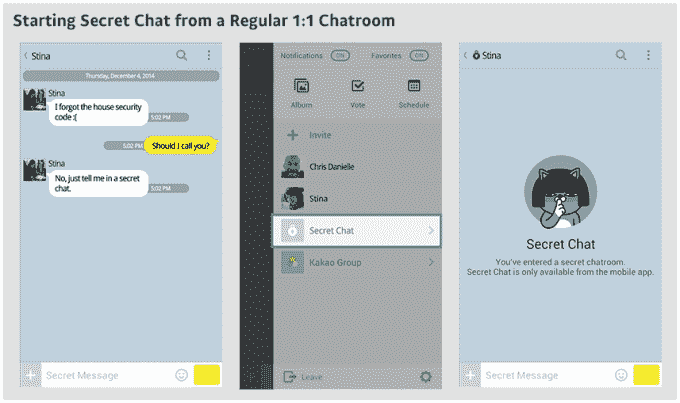 Starting Secret Chat from a Regular 1:1 Chatroom
Stina
Thursday, December 4, 2014
Stina
I forgot the house security
code :(
5:02 PM
5:02 PM
Should I call you?
Stina
No, just tell me in a secret
chat.
5:02 PM
Secret Message
Notifications ON Favorites ON
Album Vote Schedule
Invite
Chris Danielle
Stina
Secret Chat
Kakao Group
Leave
Stina
Secret Chat
You've entered a secret chatroom.
Secret Chat is only available from the mobile app.
Secret Message